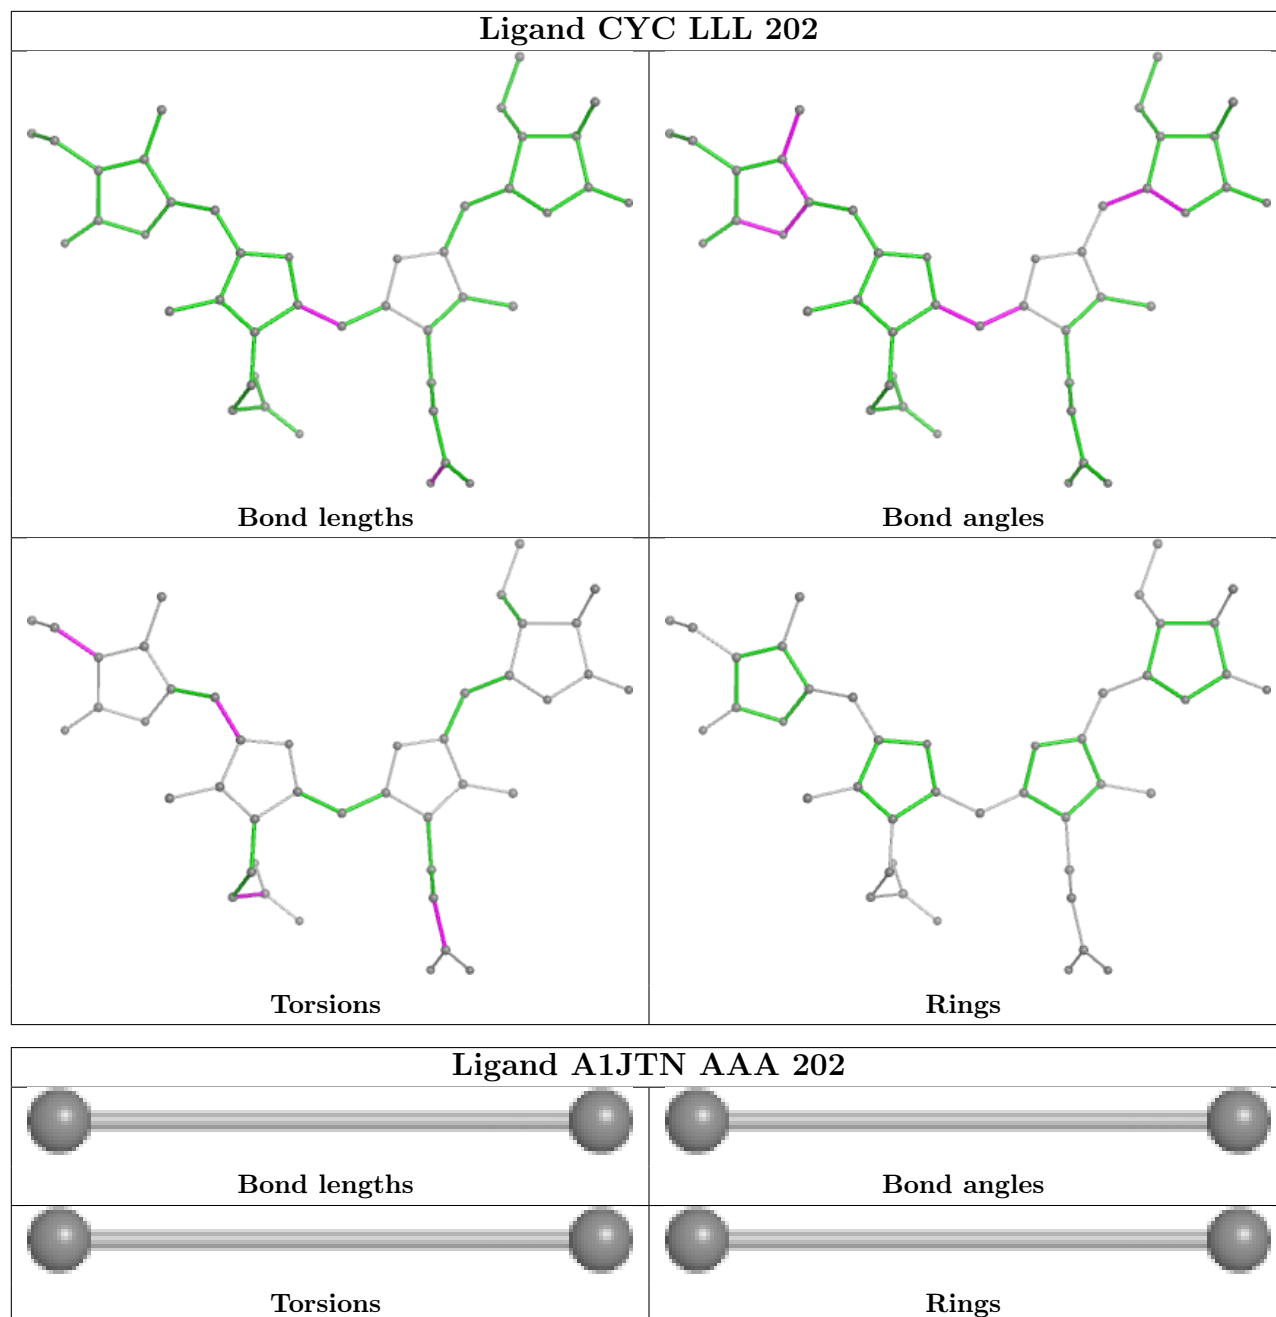 Ligand CYC LLL 202
Bond lengths
Bond angles
Torsions
Rings
Ligand A1JTN AAA 202
Bond lengths
Bond angles
Torsions
Rings